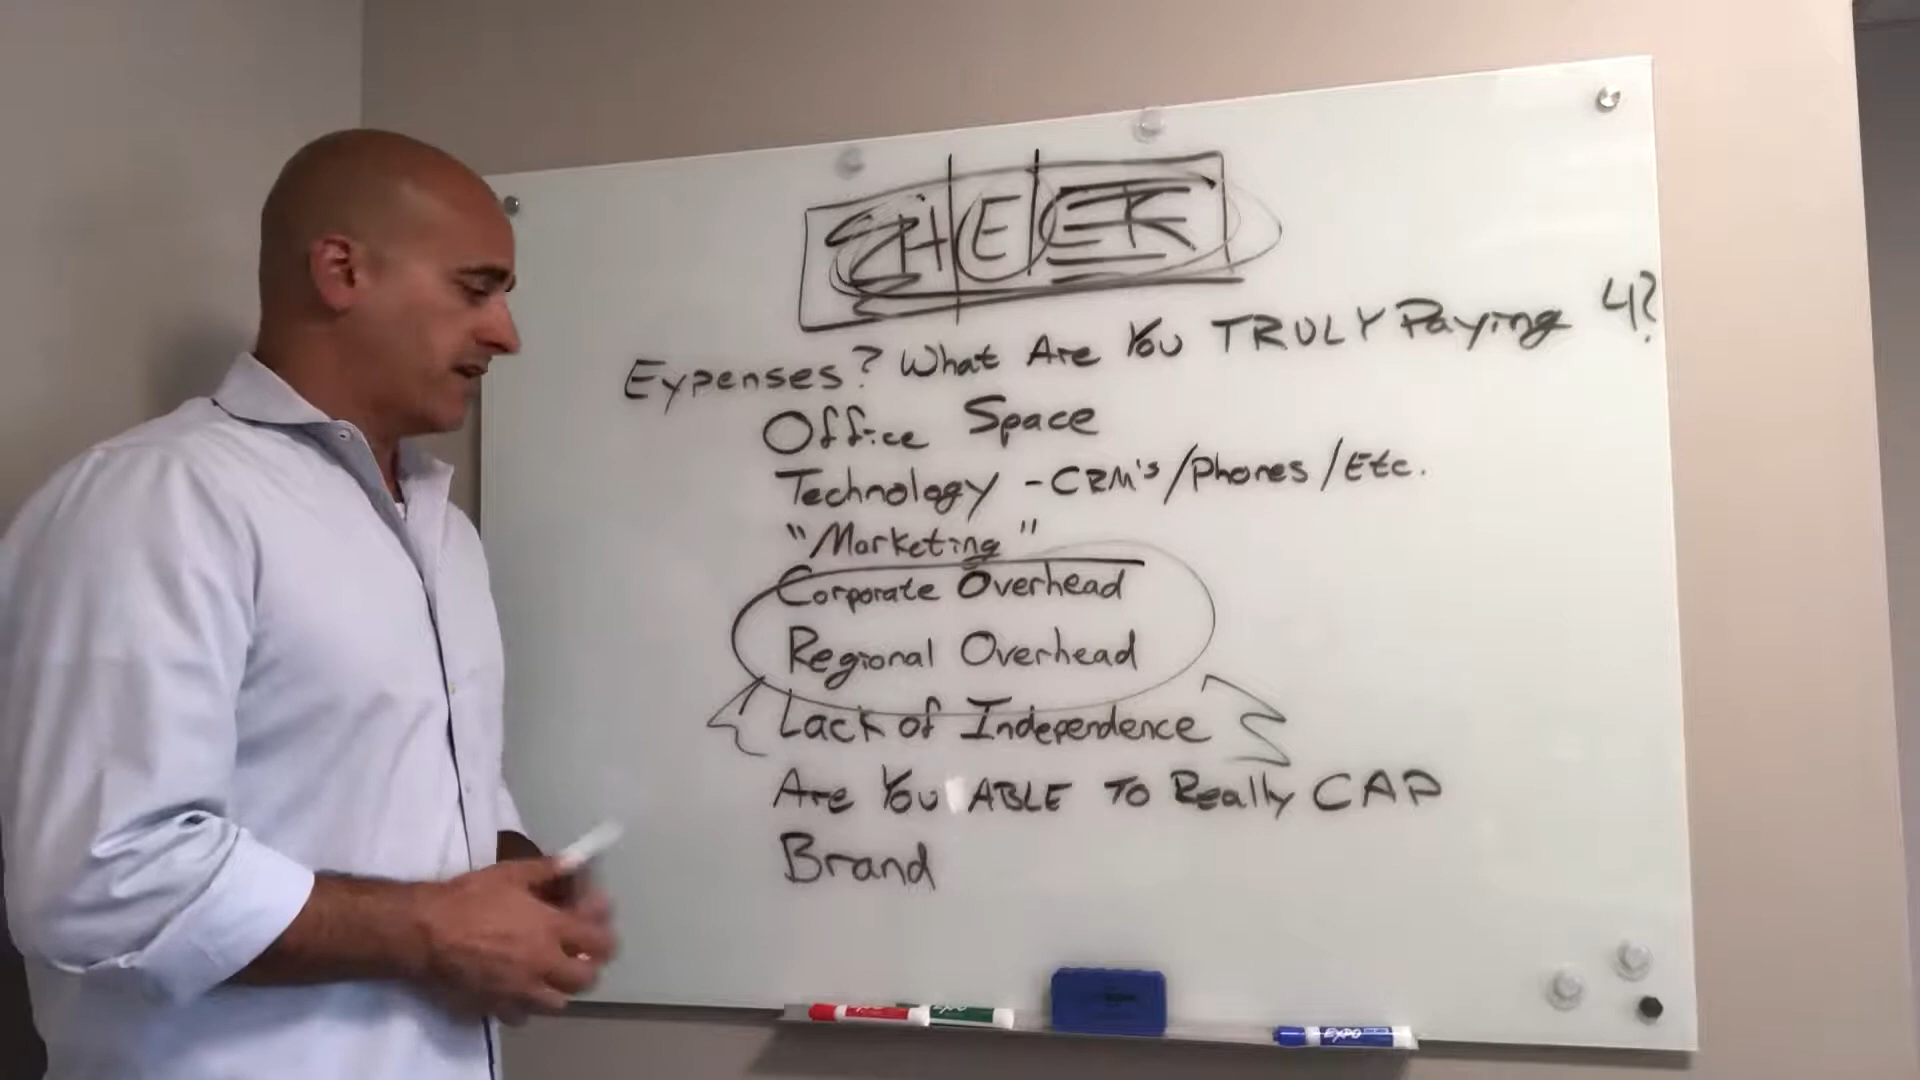 Expenses? What Are You TRULY Paying 4?
Office Space
Technology - CRM's/Phones/Etc.
"Marketing"
Corporate Overhead
Regional Overhead
Lack of Independence
Are You ABLE TO Really CAP
Brand
EXPO